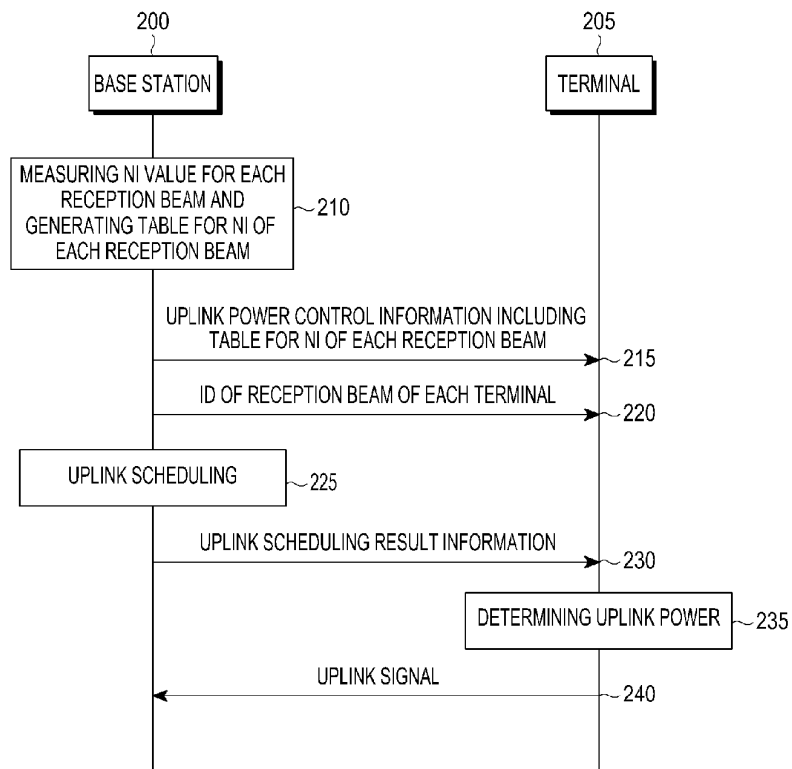 200
205
BASE STATION
TERMINAL
MEASURING NI VALUE FOR EACH
RECEPTION BEAM AND
GENERATING TABLE FOR NI OF
EACH RECEPTION BEAM
210
UPLINK POWER CONTROL INFORMATION INCLUDING
TABLE FOR NI OF EACH RECEPTION BEAM
215
ID OF RECEPTION BEAM OF EACH TERMINAL
220
UPLINK SCHEDULING
225
UPLINK SCHEDULING RESULT INFORMATION
230
DETERMINING UPLINK POWER
235
UPLINK SIGNAL
240